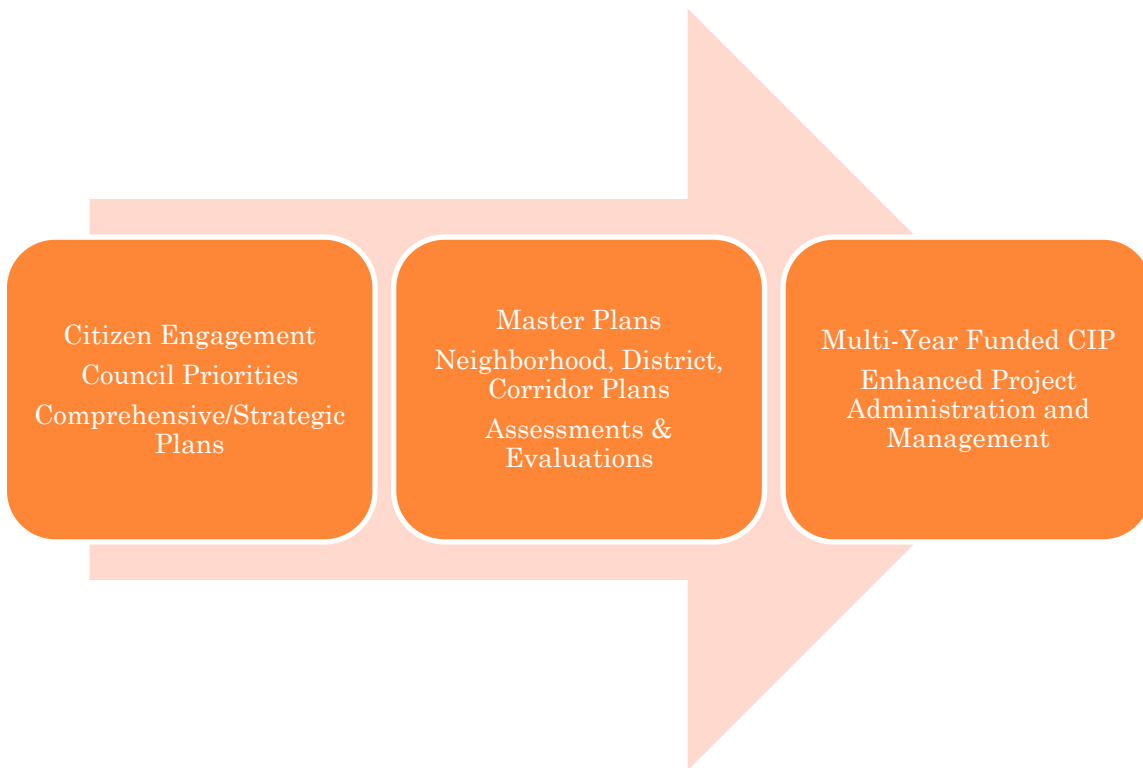 Citizen Engagement
Council Priorities
Comprehensive/Strategic
Plans
Master Plans
Neighborhood, District,
Corridor Plans
Assessments &
Evaluations
Multi-Year Funded CIP
Enhanced Project
Administration and
Management